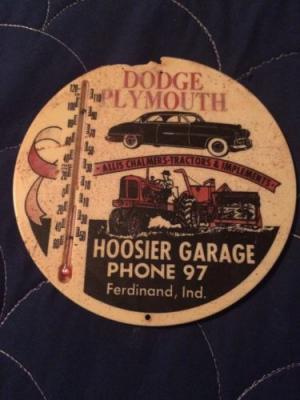 DODGE
PLYMOUTH
ALLIS CHALMERS-TRACTORS & IMPLEMENTS
HOOSIER GARAGE
PHONE 97
Ferdinand, Ind.